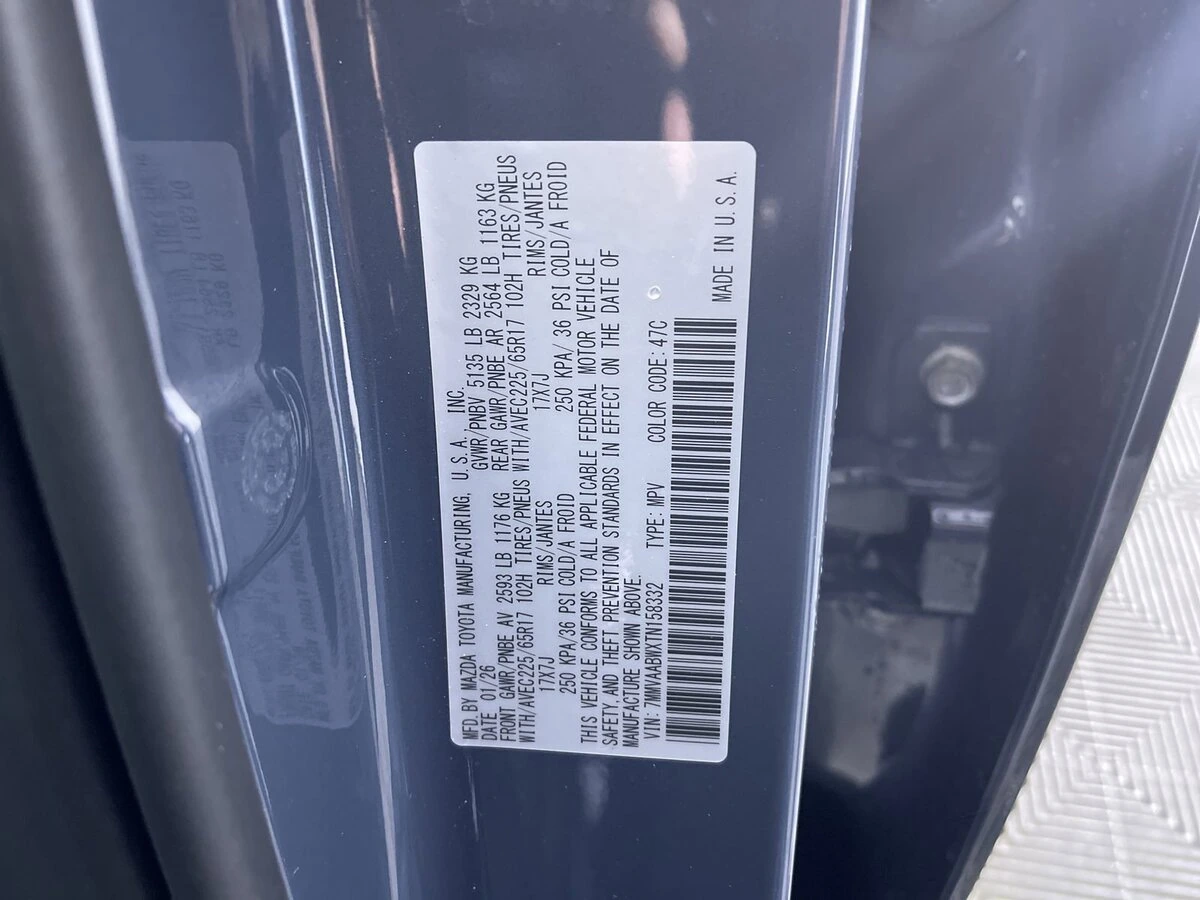 MFD. BY MAZDA TOYOTA MANUFACTURING, U.S.A. INC.
DATE 01/26 GVWR/PNBV 5135 LB 2329 KG
FRONT GAWR/PNBE AV 2593 LB 1176 KG REAR GAWR/PNBE AR 2564 LB 1163 KG
WITH/AVEC225/65R17 102H TIRES/PNEUS WITH/AVEC225/65R17 102H TIRES/PNEUS
17X7J RIMS/JANTES 17X7J RIMS/JANTES
250 KPA/36 PSI COLD/A FROID 250 KPA/ 36 PSI COLD/A FROID
THIS VEHICLE CONFORMS TO ALL APPLICABLE FEDERAL MOTOR VEHICLE
SAFETY, AND THEFT PREVENTION STANDARDS IN EFFECT ON THE DATE OF
MANUFACTURE SHOWN ABOVE.
VIN: 7MMVAABWXTN158332 TYPE: MPV COLOR CODE: 47C
MADE IN U.S.A.